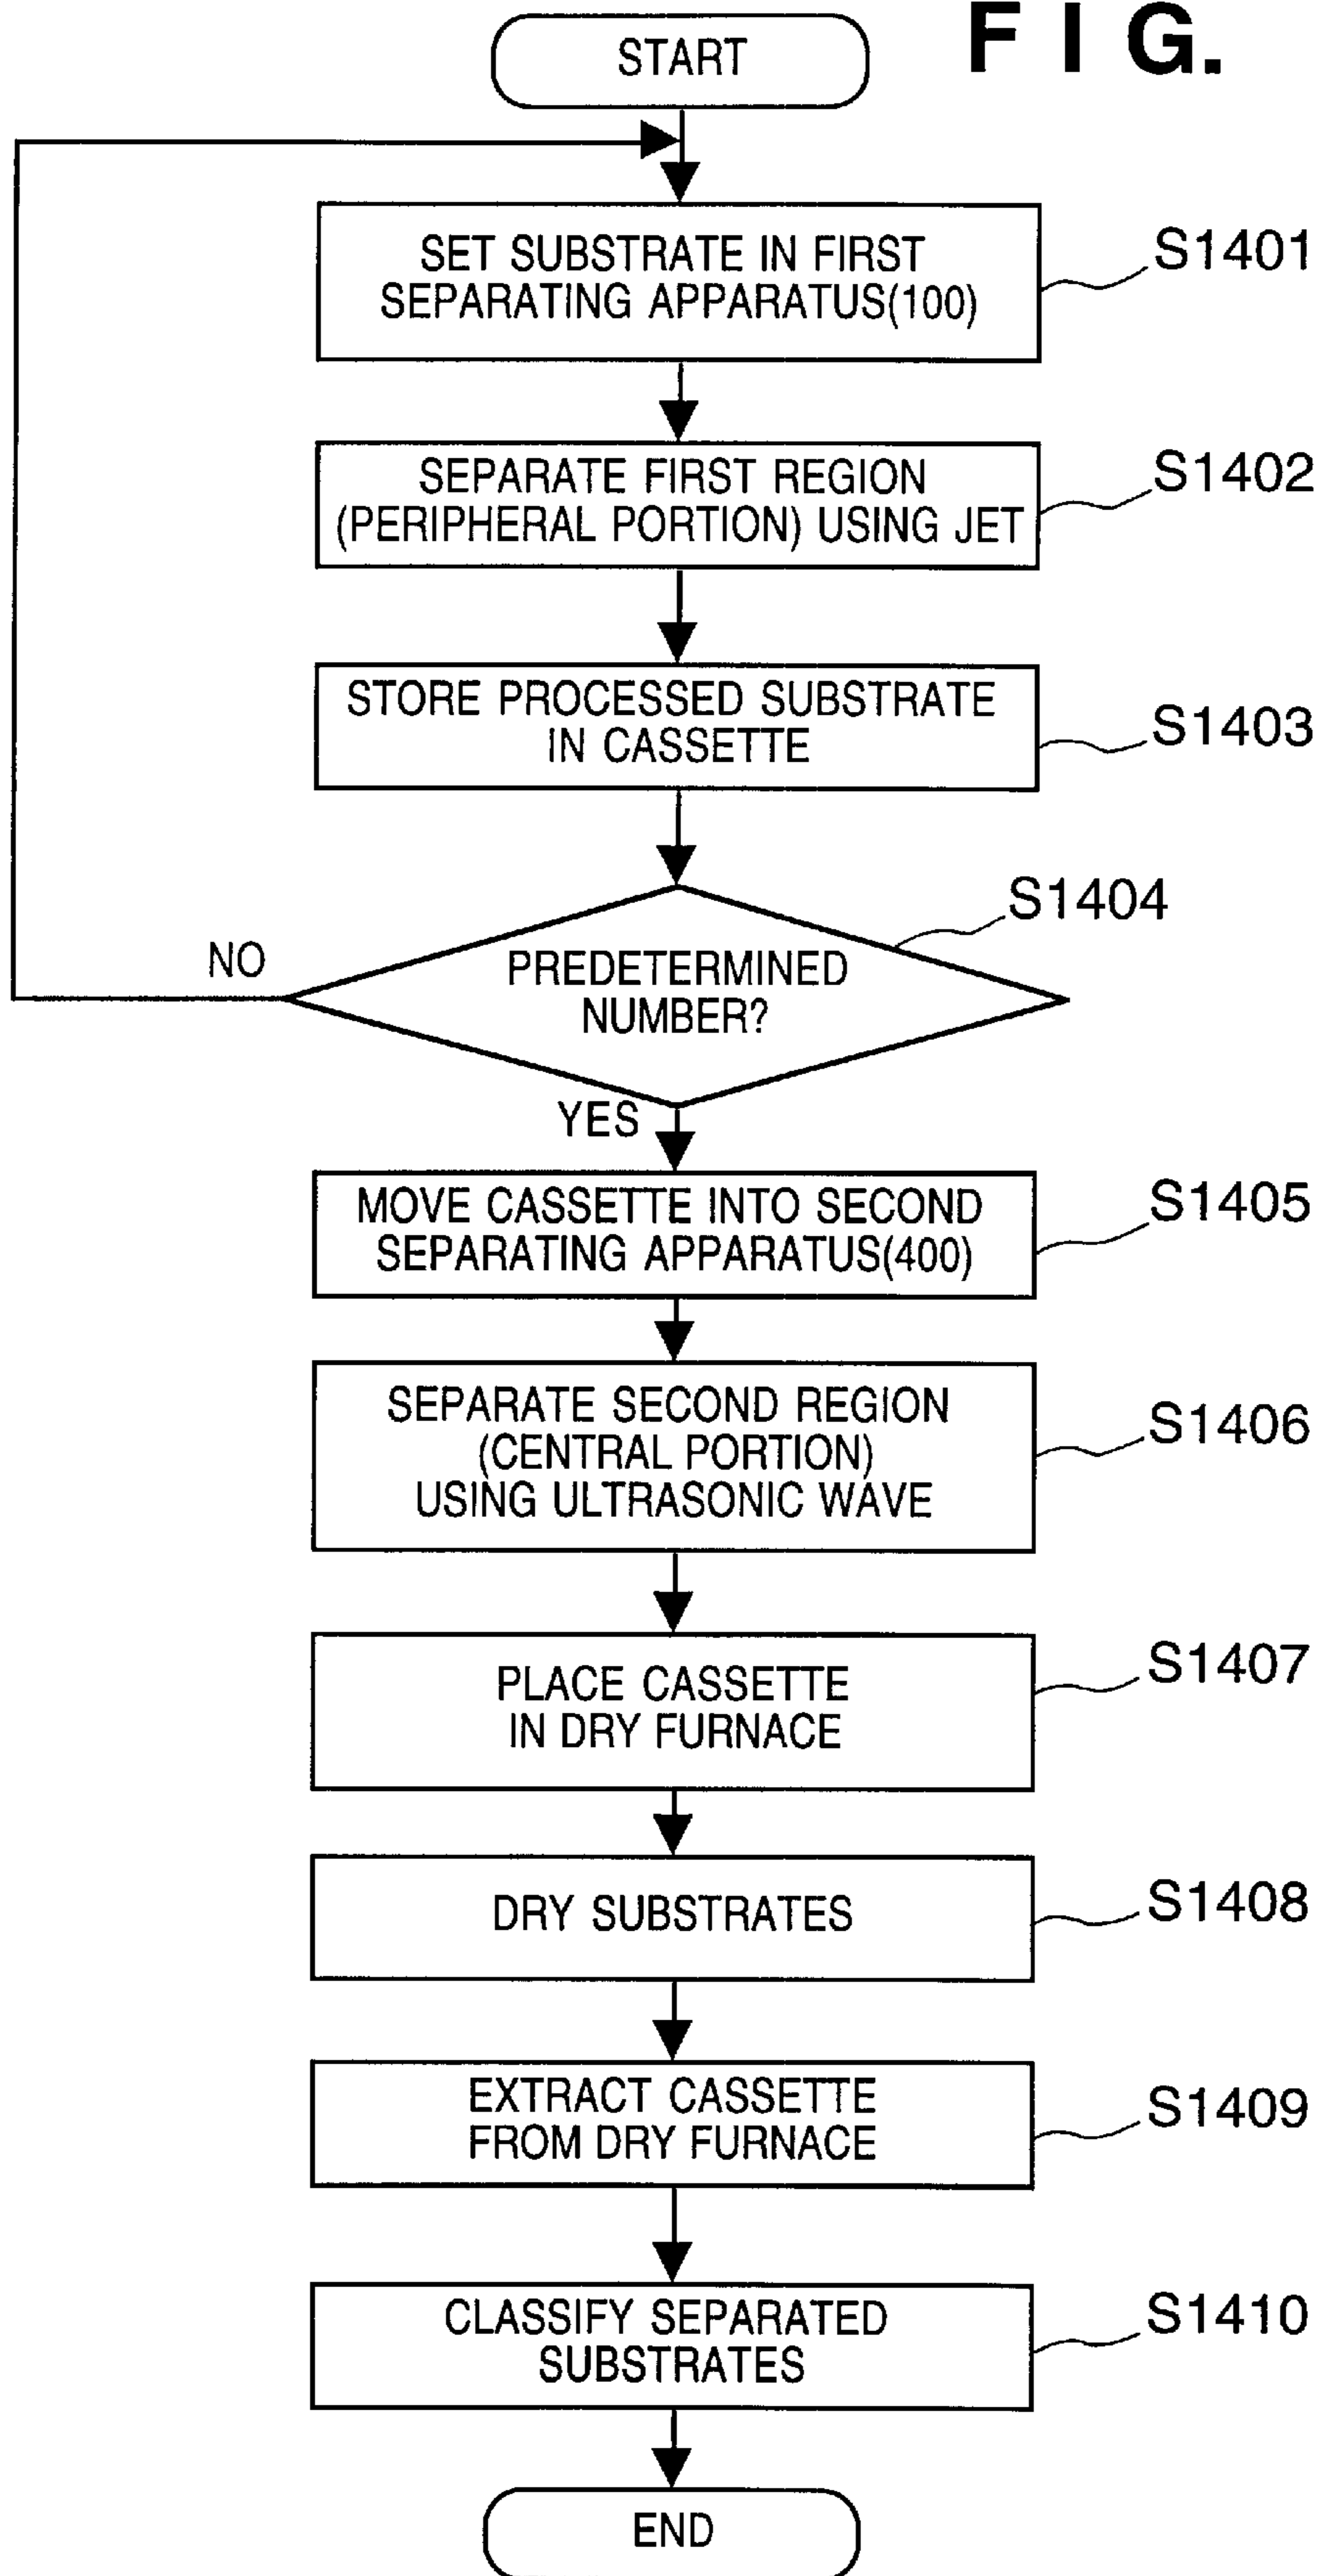 FIG.
START
SET SUBSTRATE IN FIRST
SEPARATING APPARATUS(100)
S1401
SEPARATE FIRST REGION
(PERIPHERAL PORTION) USING JET
S1402
STORE PROCESSED SUBSTRATE
IN CASSETTE
S1403
S1404
NO
PREDETERMINED
NUMBER?
YES
MOVE CASSETTE INTO SECOND
SEPARATING APPARATUS(400)
S1405
SEPARATE SECOND REGION
(CENTRAL PORTION)
USING ULTRASONIC WAVE
S1406
PLACE CASSETTE
IN DRY FURNACE
S1407
DRY SUBSTRATES
S1408
EXTRACT CASSETTE
FROM DRY FURNACE
S1409
CLASSIFY SEPARATED
SUBSTRATES
S1410
END